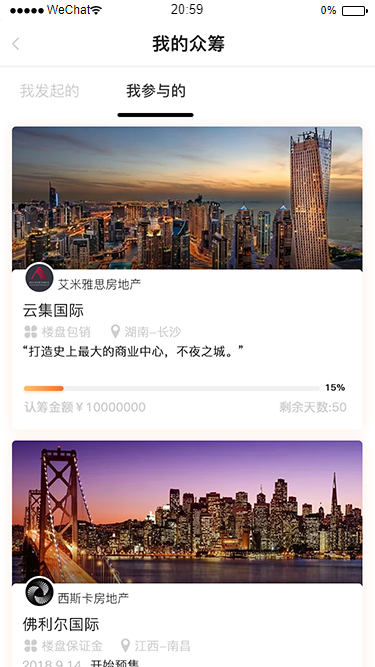 WeChat 20:59 0%
我的众筹
我发起的 我参与的
艾米雅思房地产
云集国际
楼盘包销 湖南-长沙
“打造史上最大的商业中心，不夜之城。”
15%
认筹金额￥10000000 剩余天数:50
西斯卡房地产
佛利尔国际
楼盘保证金 江西-南昌
2018.9.14 开始预售